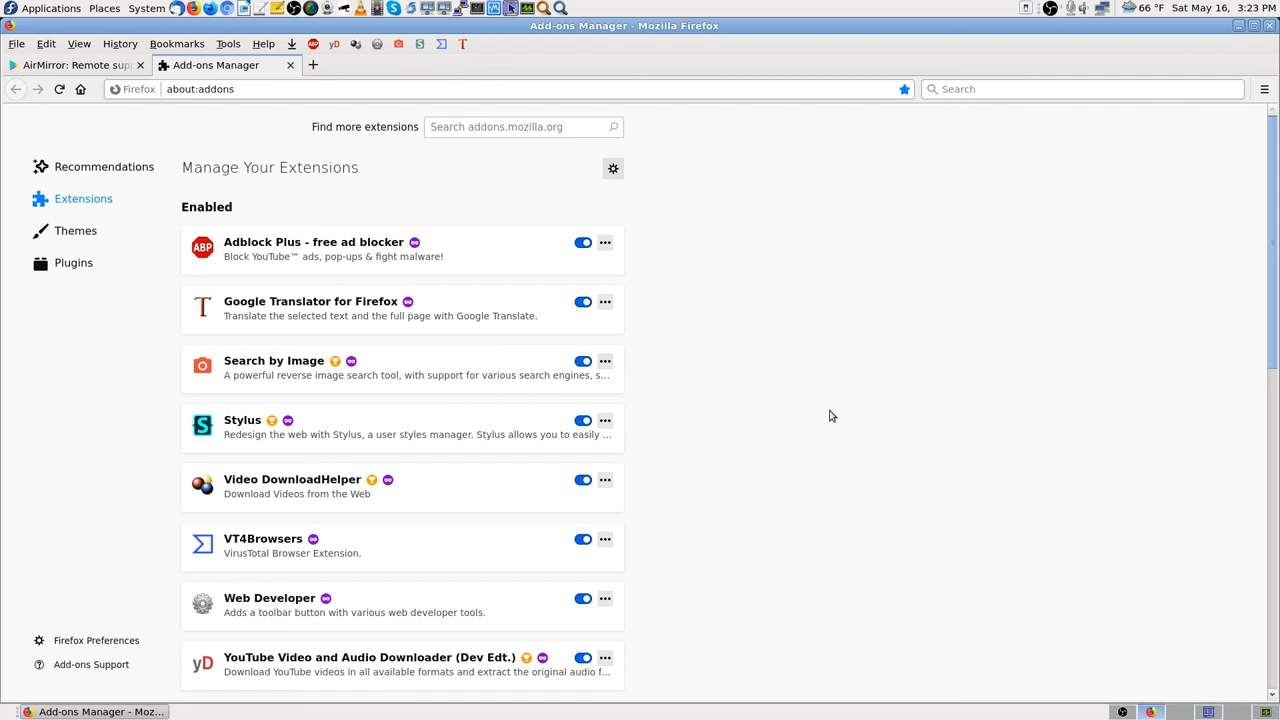 Applications Places System 66 °F Sat May 16, 3:23 PM
Add-ons Manager - Mozilla Firefox
File Edit View History Bookmarks Tools Help ABP yD S T
AirMirror: Remote sup Add-ons Manager
Firefox about:addons Search
Find more extensions Search addons.mozilla.org
Recommendations
Extensions
Themes
Plugins
Manage Your Extensions
Enabled
ABP Adblock Plus - free ad blocker
Block YouTube™ ads, pop-ups & fight malware!
T Google Translator for Firefox
Translate the selected text and the full page with Google Translate.
Search by Image
A powerful reverse image search tool, with support for various search engines, s...
S Stylus
Redesign the web with Stylus, a user styles manager. Stylus allows you to easily ...
Video DownloadHelper
Download Videos from the Web
VT4Browsers
VirusTotal Browser Extension.
Web Developer
Adds a toolbar button with various web developer tools.
yD YouTube Video and Audio Downloader (Dev Edt.)
Download YouTube videos in all available formats and extract the original audio f...
Firefox Preferences
Add-ons Support
Add-ons Manager - Moz...